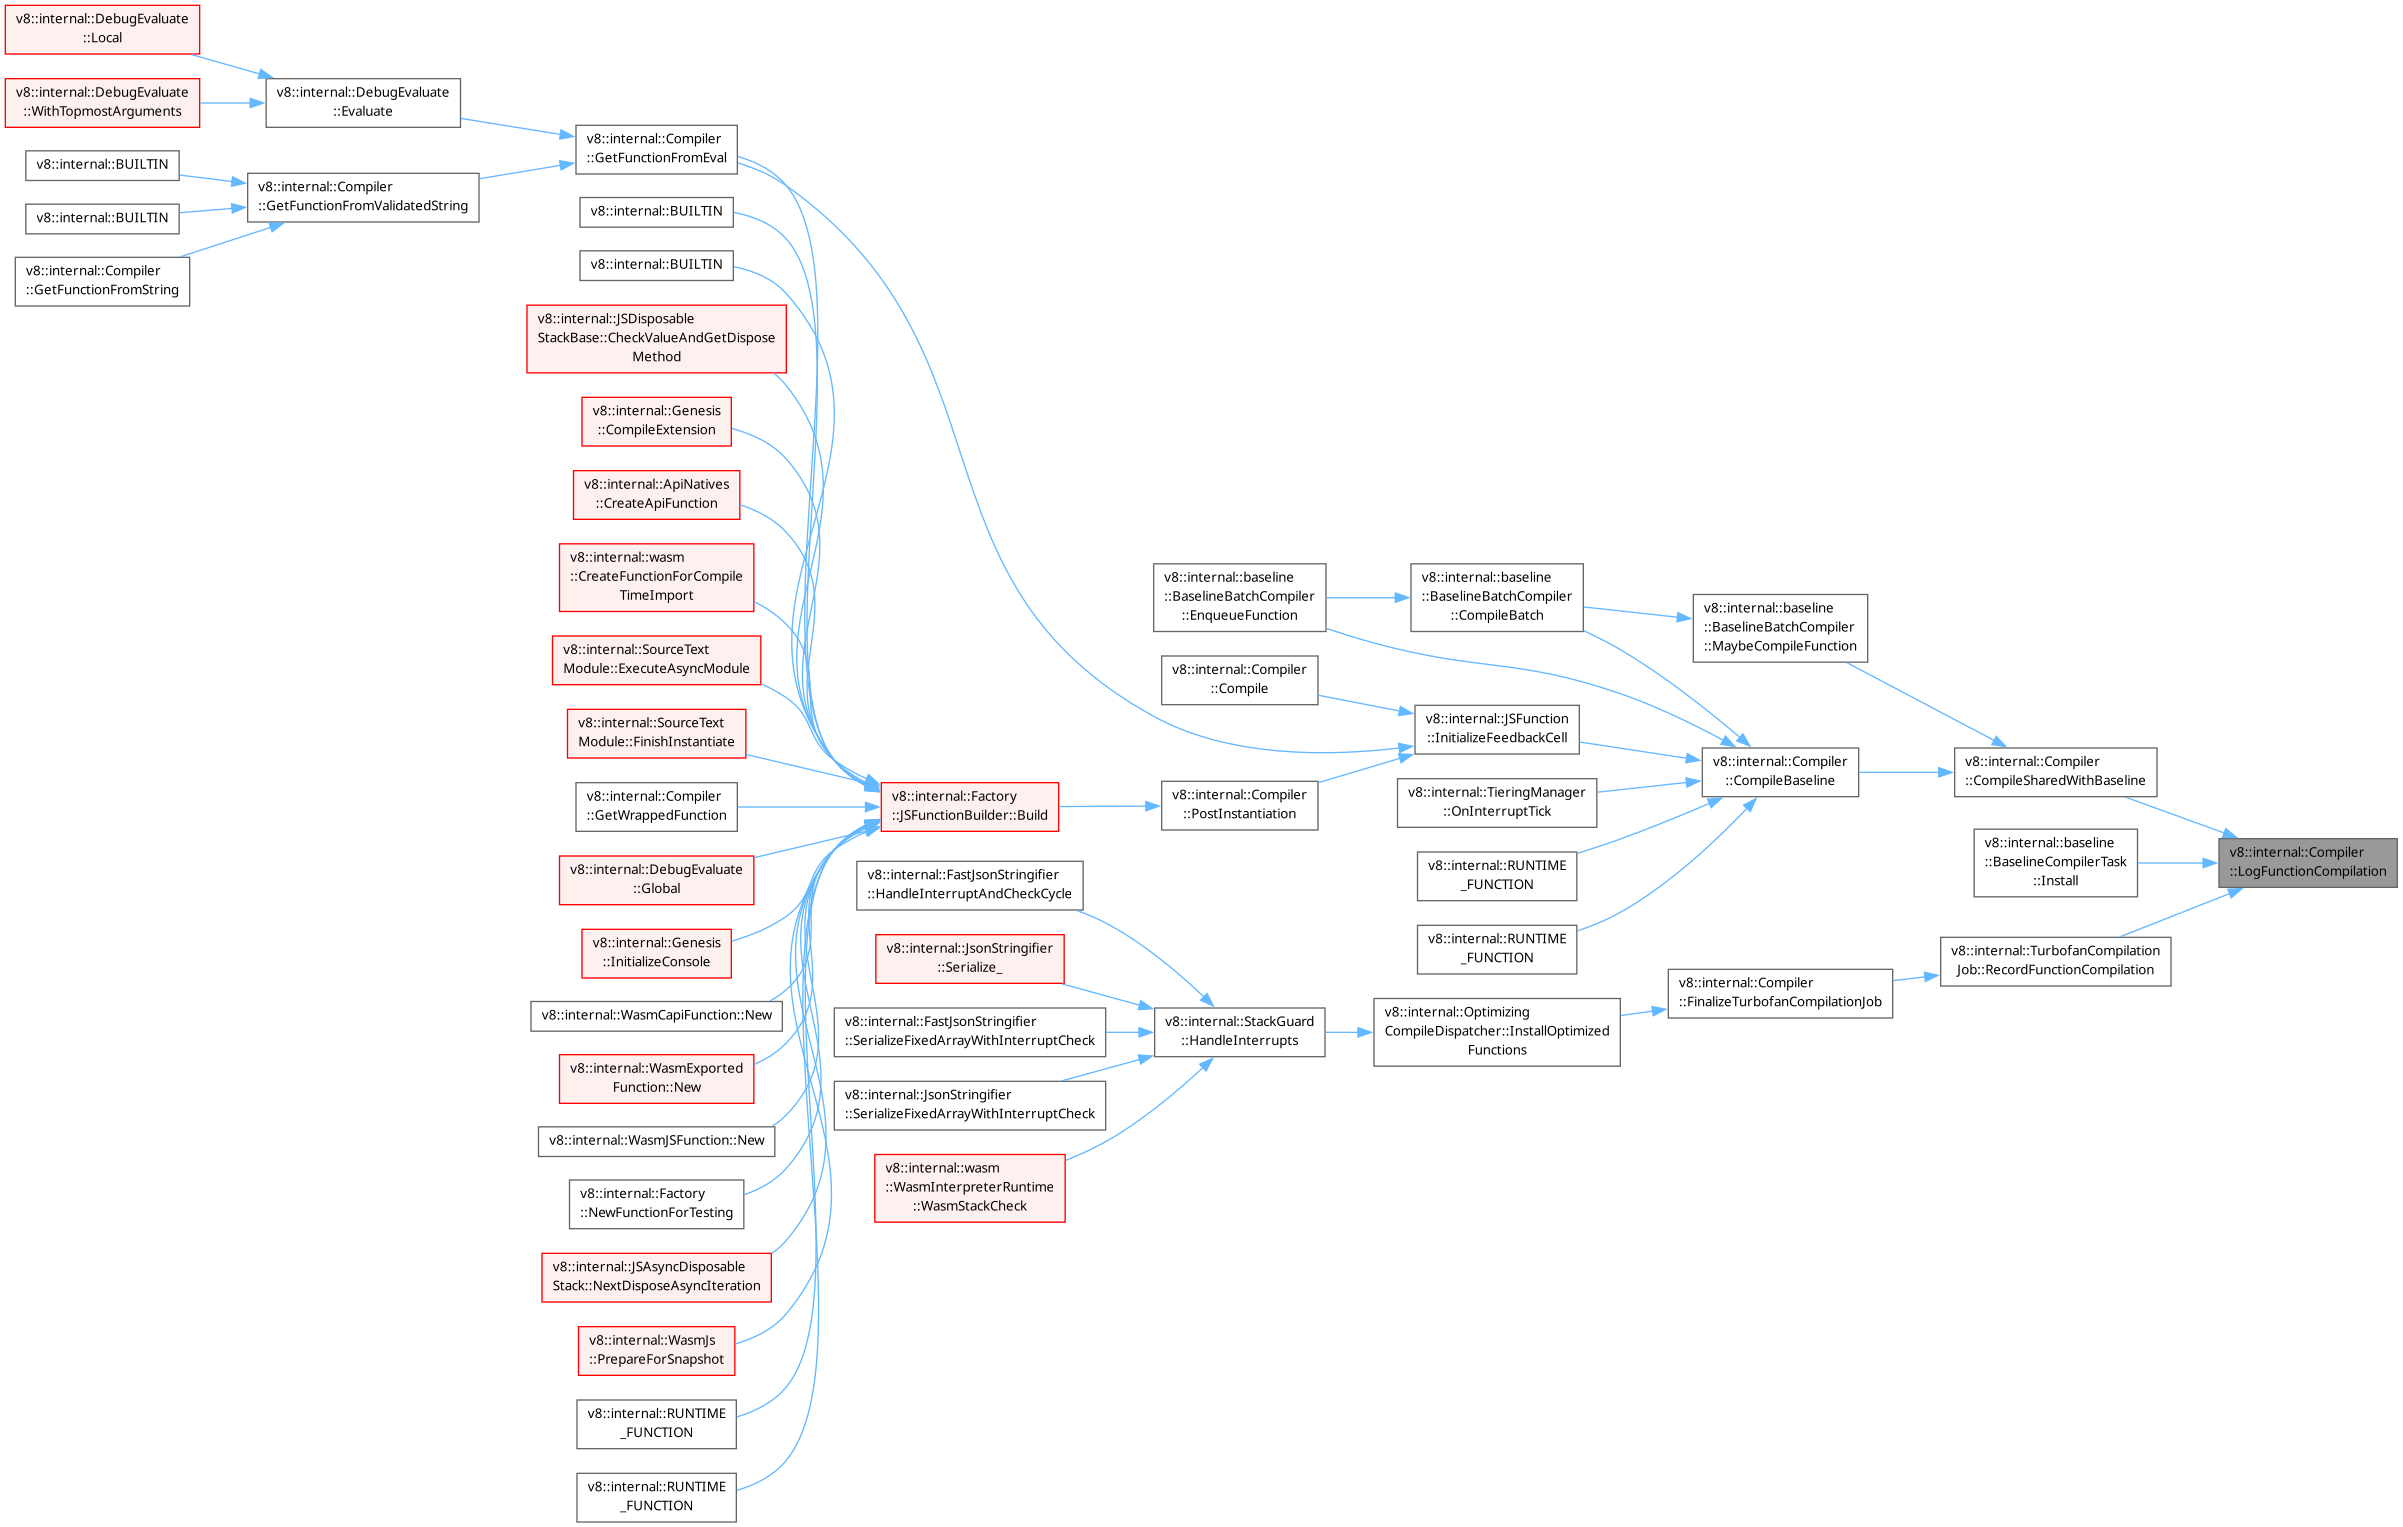 v8::internal::DebugEvaluate
::Local
v8::internal::DebugEvaluate
::WithTopmostArguments
v8::internal::BUILTIN
v8::internal::BUILTIN
v8::internal::Compiler
::GetFunctionFromString
v8::internal::DebugEvaluate
::Evaluate
v8::internal::Compiler
::GetFunctionFromValidatedString
v8::internal::Compiler
::GetFunctionFromEval
v8::internal::BUILTIN
v8::internal::BUILTIN
v8::internal::JSDisposable
StackBase::CheckValueAndGetDispose
Method
v8::internal::Genesis
::CompileExtension
v8::internal::ApiNatives
::CreateApiFunction
v8::internal::wasm
::CreateFunctionForCompile
TimeImport
v8::internal::SourceText
Module::ExecuteAsyncModule
v8::internal::SourceText
Module::FinishInstantiate
v8::internal::Compiler
::GetWrappedFunction
v8::internal::DebugEvaluate
::Global
v8::internal::Genesis
::InitializeConsole
v8::internal::WasmCapiFunction::New
v8::internal::WasmExported
Function::New
v8::internal::WasmJSFunction::New
v8::internal::Factory
::NewFunctionForTesting
v8::internal::JSAsyncDisposable
Stack::NextDisposeAsyncIteration
v8::internal::WasmJs
::PrepareForSnapshot
v8::internal::RUNTIME
_FUNCTION
v8::internal::RUNTIME
_FUNCTION
v8::internal::Factory
::JSFunctionBuilder::Build
v8::internal::FastJsonStringifier
::HandleInterruptAndCheckCycle
v8::internal::JsonStringifier
::Serialize_
v8::internal::FastJsonStringifier
::SerializeFixedArrayWithInterruptCheck
v8::internal::JsonStringifier
::SerializeFixedArrayWithInterruptCheck
v8::internal::wasm
::WasmInterpreterRuntime
::WasmStackCheck
v8::internal::baseline
::BaselineBatchCompiler
::EnqueueFunction
v8::internal::Compiler
::Compile
v8::internal::Compiler
::PostInstantiation
v8::internal::StackGuard
::HandleInterrupts
v8::internal::baseline
::BaselineBatchCompiler
::CompileBatch
v8::internal::JSFunction
::InitializeFeedbackCell
v8::internal::TieringManager
::OnInterruptTick
v8::internal::RUNTIME
_FUNCTION
v8::internal::RUNTIME
_FUNCTION
v8::internal::Optimizing
CompileDispatcher::InstallOptimized
Functions
v8::internal::baseline
::BaselineBatchCompiler
::MaybeCompileFunction
v8::internal::Compiler
::CompileBaseline
v8::internal::Compiler
::FinalizeTurbofanCompilationJob
v8::internal::Compiler
::CompileSharedWithBaseline
v8::internal::baseline
::BaselineCompilerTask
::Install
v8::internal::TurbofanCompilation
Job::RecordFunctionCompilation
v8::internal::Compiler
::LogFunctionCompilation